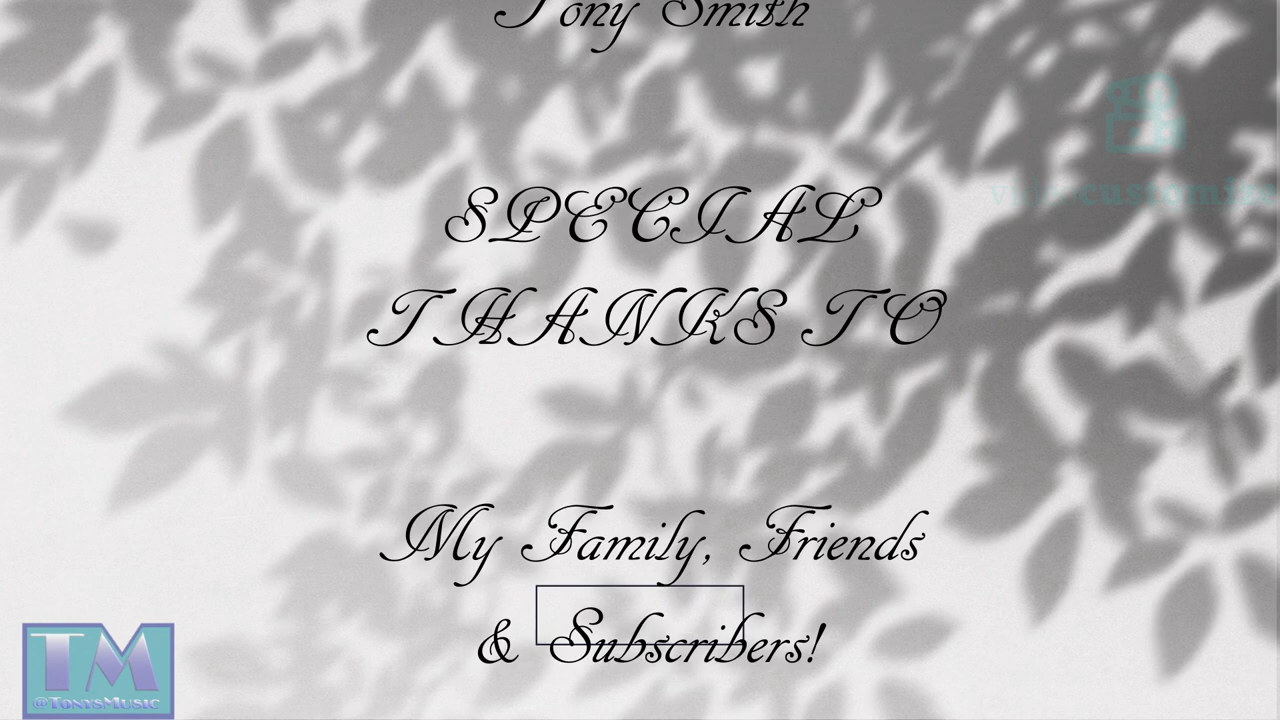 Tony Smith
SPECIAL
THANKS TO
My Family, Friends
& Subscribers!
TM
@TonysMusic